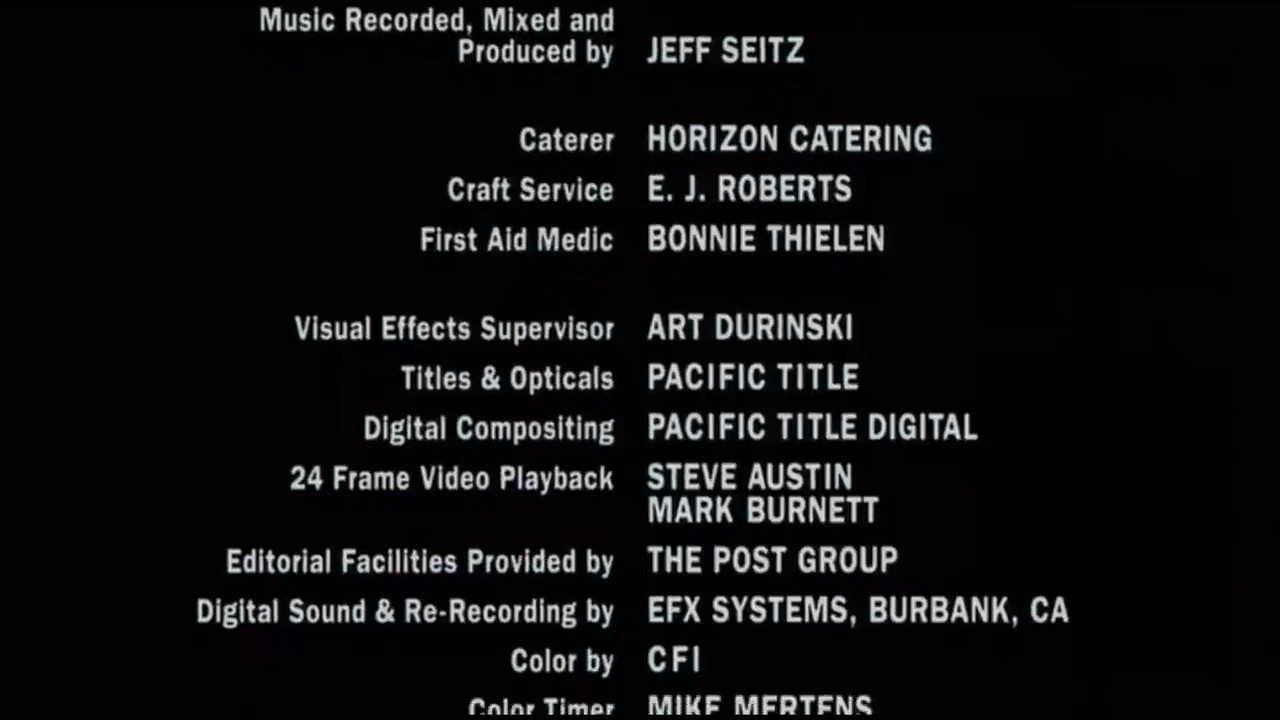 Music Recorded, Mixed and
Produced by JEFF SEITZ
Caterer HORIZON CATERING
Craft Service E. J. ROBERTS
First Aid Medic BONNIE THIELEN
Visual Effects Supervisor ART DURINSKI
Titles & Opticals PACIFIC TITLE
Digital Compositing PACIFIC TITLE DIGITAL
24 Frame Video Playback STEVE AUSTIN
MARK BURNETT
Editorial Facilities Provided by THE POST GROUP
Digital Sound & Re-Recording by EFX SYSTEMS, BURBANK, CA
Color by CFI
Color Timer MIKE MERTENS